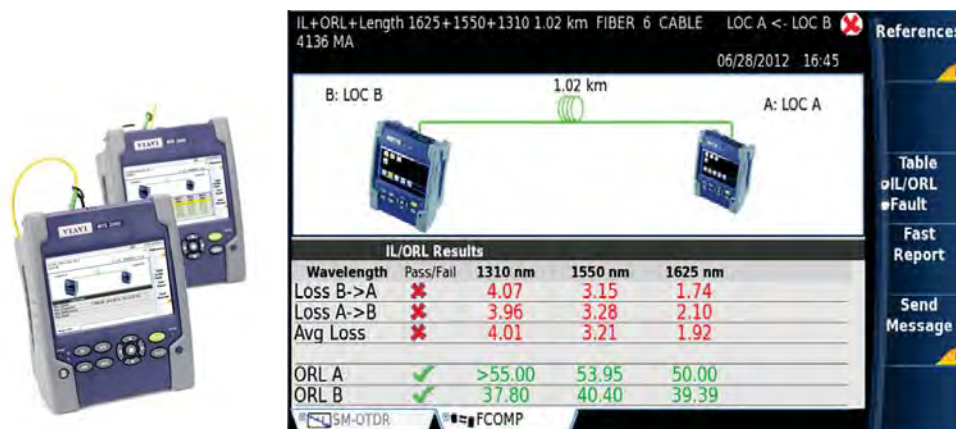 VIAVI
VIAVI
IL+ORL+Length 1625+1550+1310 1.02 km FIBER 6 CABLE LOC A <- LOC B
4136 MA
06/28/2012 16:45
B: LOC B
1.02 km
A: LOC A
IL/ORL Results
Wavelength Pass/Fail 1310 nm 1550 nm 1625 nm
Loss B->A 4.07 3.15 1.74
Loss A->B 3.96 3.28 2.10
Avg Loss 4.01 3.21 1.92
ORL A >55.00 53.95 50.00
ORL B 37.80 40.40 39.39
SM-OTDR FCOMP
References
Table
IL/ORL
Fault
Fast
Report
Send
Message